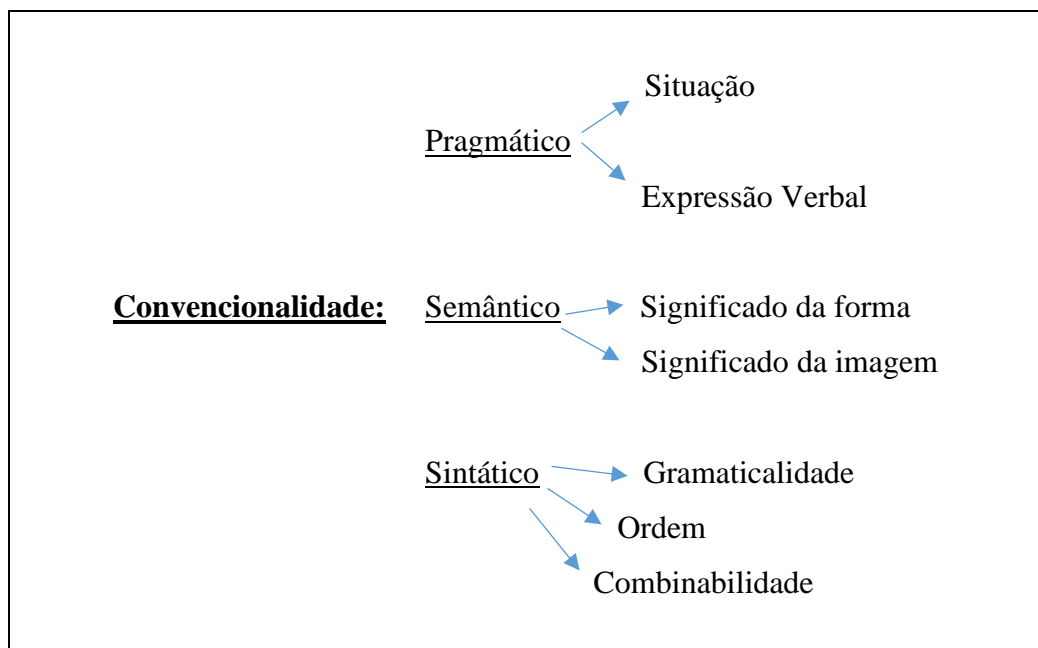 Situação
Pragmático
Expressão Verbal
Convencionalidade: Semântico Significado da forma
Significado da imagem
Sintático Gramaticalidade
Ordem
Combinabilidade